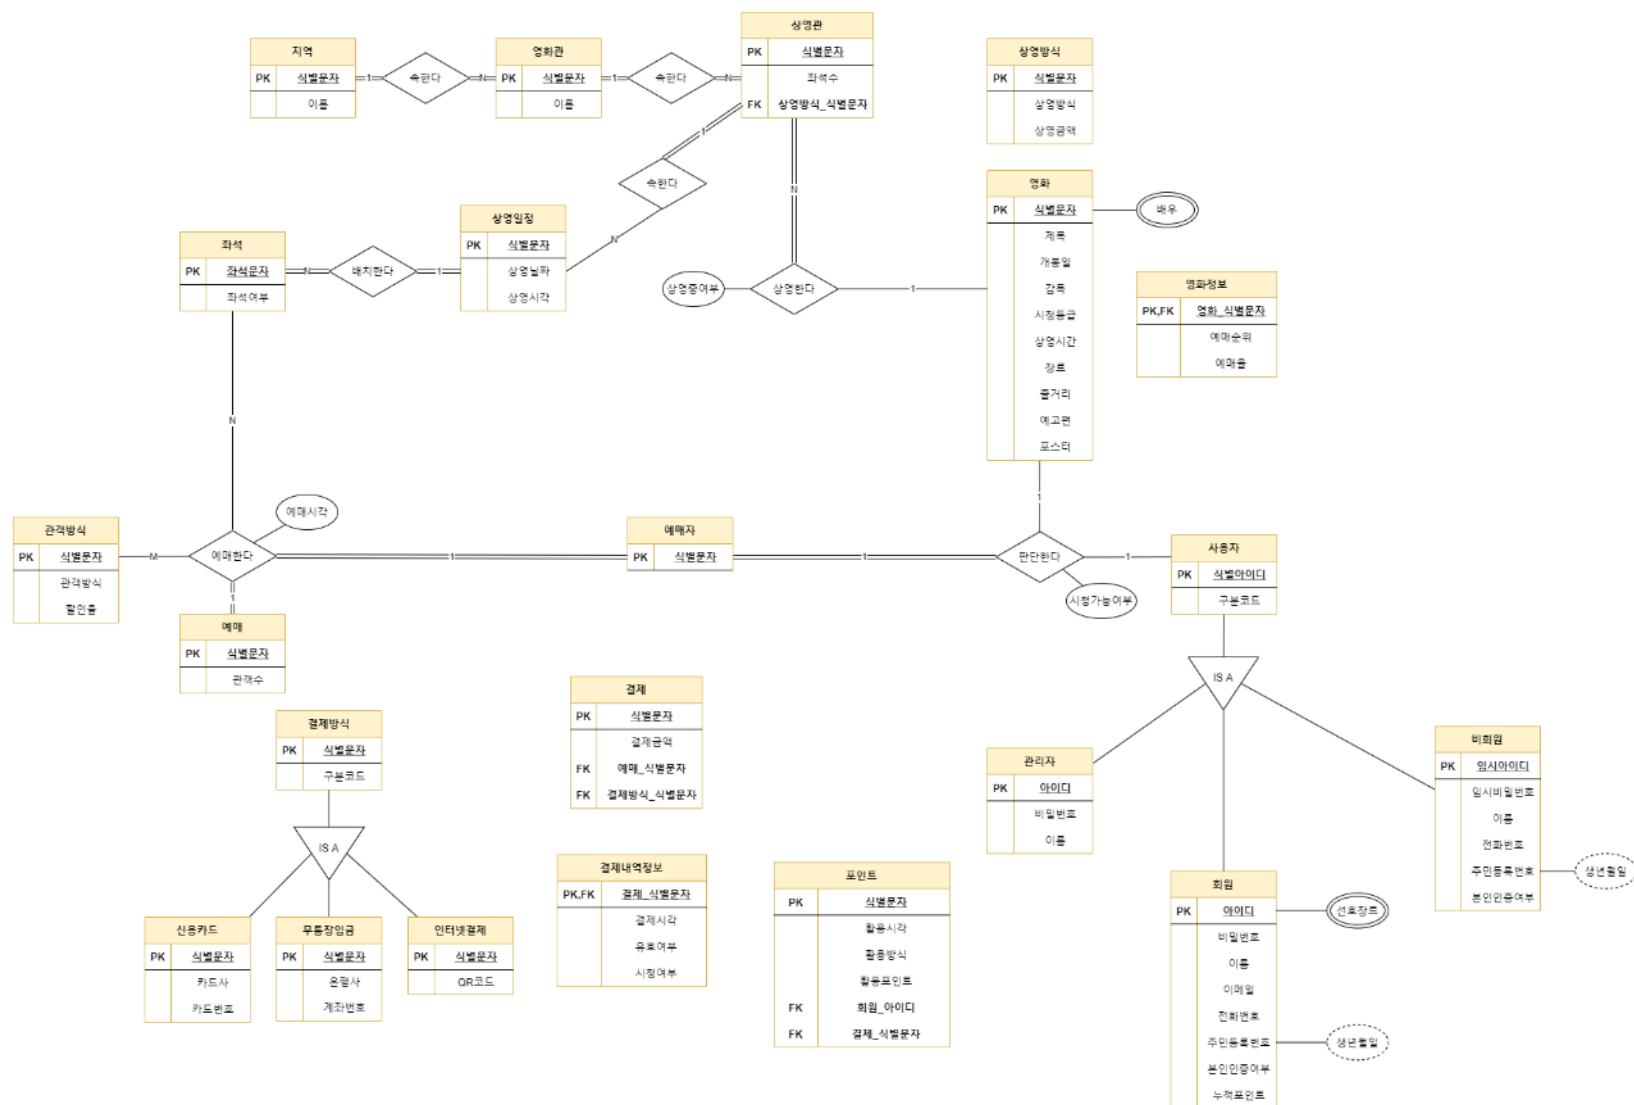 지역
PK 식별문자
이름
1
속한다
N
영화관
PK 식별문자
이름
1
속한다
N
상영관
PK 식별문자
좌석수
FK 상영방식_식별문자
상영방식
PK 식별문자
상영방식
상영금액
1
속한다
N
N
상영한다
상영중여부
1
영화
PK 식별문자
제목
개봉일
감독
시청등급
상영시간
장르
줄거리
예고편
포스터
배우
영화정보
PK,FK 영화_식별문자
예매순위
예매율
상영일정
PK 식별문자
상영날짜
상영시각
1
배치한다
N
좌석
PK 좌석문자
좌석여부
N
관객방식
PK 식별문자
관객방식
할인율
M
예매한다
예매시각
1
예매자
PK 식별문자
1
판단한다
1
1
시청가능여부
사용자
PK 식별아이디
구분코드
1
예매
PK 식별문자
관객수
IS A
결제방식
PK 식별문자
구분코드
IS A
신용카드
PK 식별문자
카드사
카드번호
무통장입금
PK 식별문자
은행사
계좌번호
인터넷결제
PK 식별문자
QR코드
결제
PK 식별문자
결제금액
FK 예매_식별문자
FK 결제방식_식별문자
결제내역정보
PK,FK 결제_식별문자
결제시각
유효여부
시청여부
포인트
PK 식별문자
활용시각
활용방식
활용포인트
FK 회원_아이디
FK 결제_식별문자
관리자
PK 아이디
비밀번호
이름
회원
PK 아이디
비밀번호
이름
이메일
전화번호
주민등록번호
본인인증여부
누적포인트
선호장르
생년월일
비회원
PK 임시아이디
임시비밀번호
이름
전화번호
주민등록번호
본인인증여부
생년월일